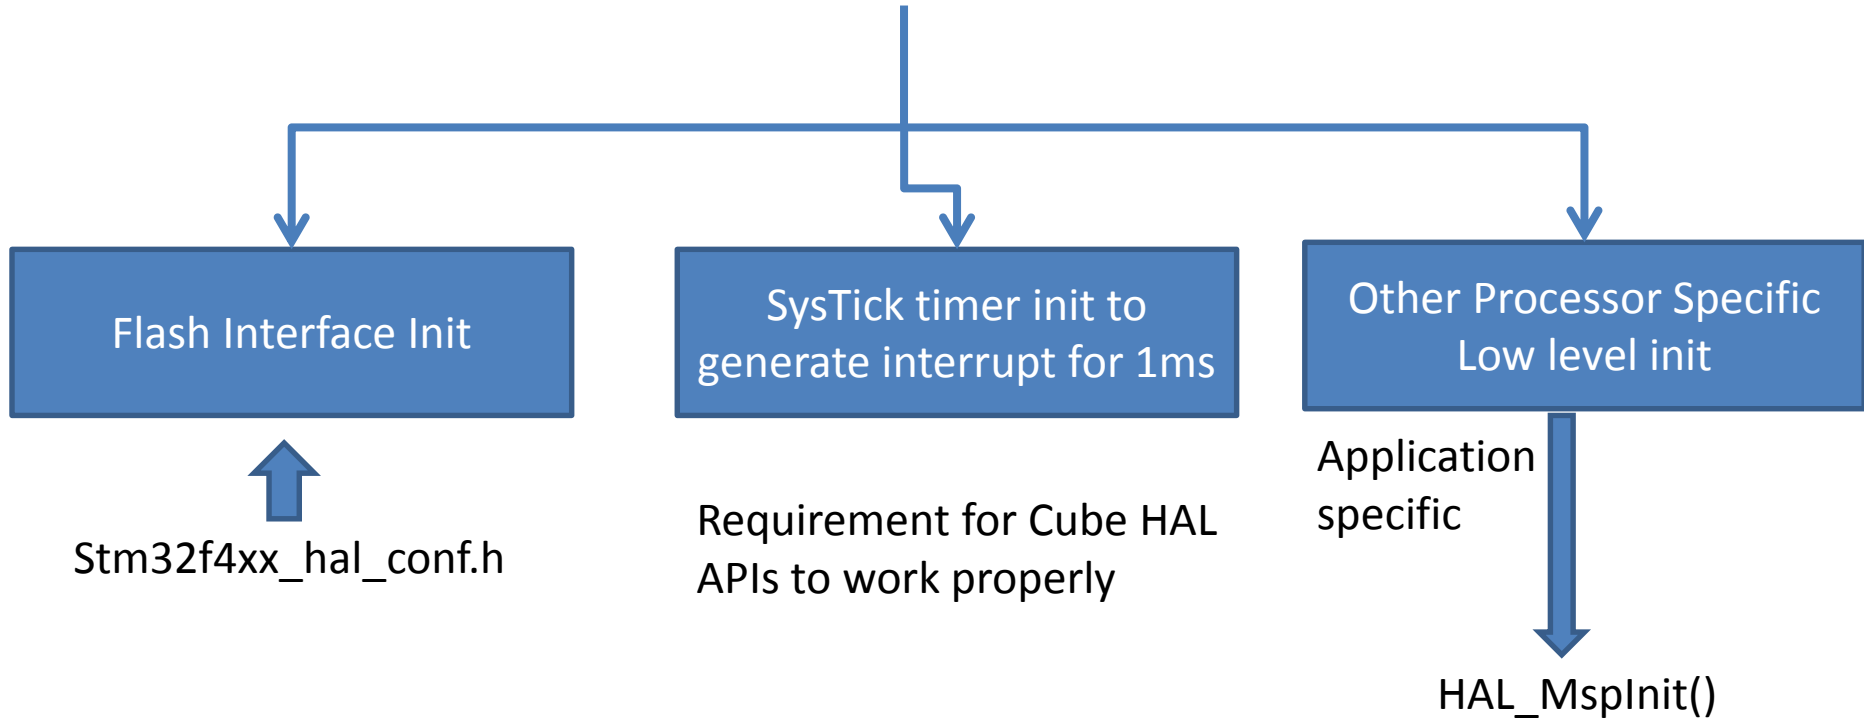 Flash Interface Init
SysTick timer init to
generate interrupt for 1ms
Other Processor Specific
Low level init
Stm32f4xx_hal_conf.h
Requirement for Cube HAL
APIs to work properly
Application
specific
HAL_MspInit()